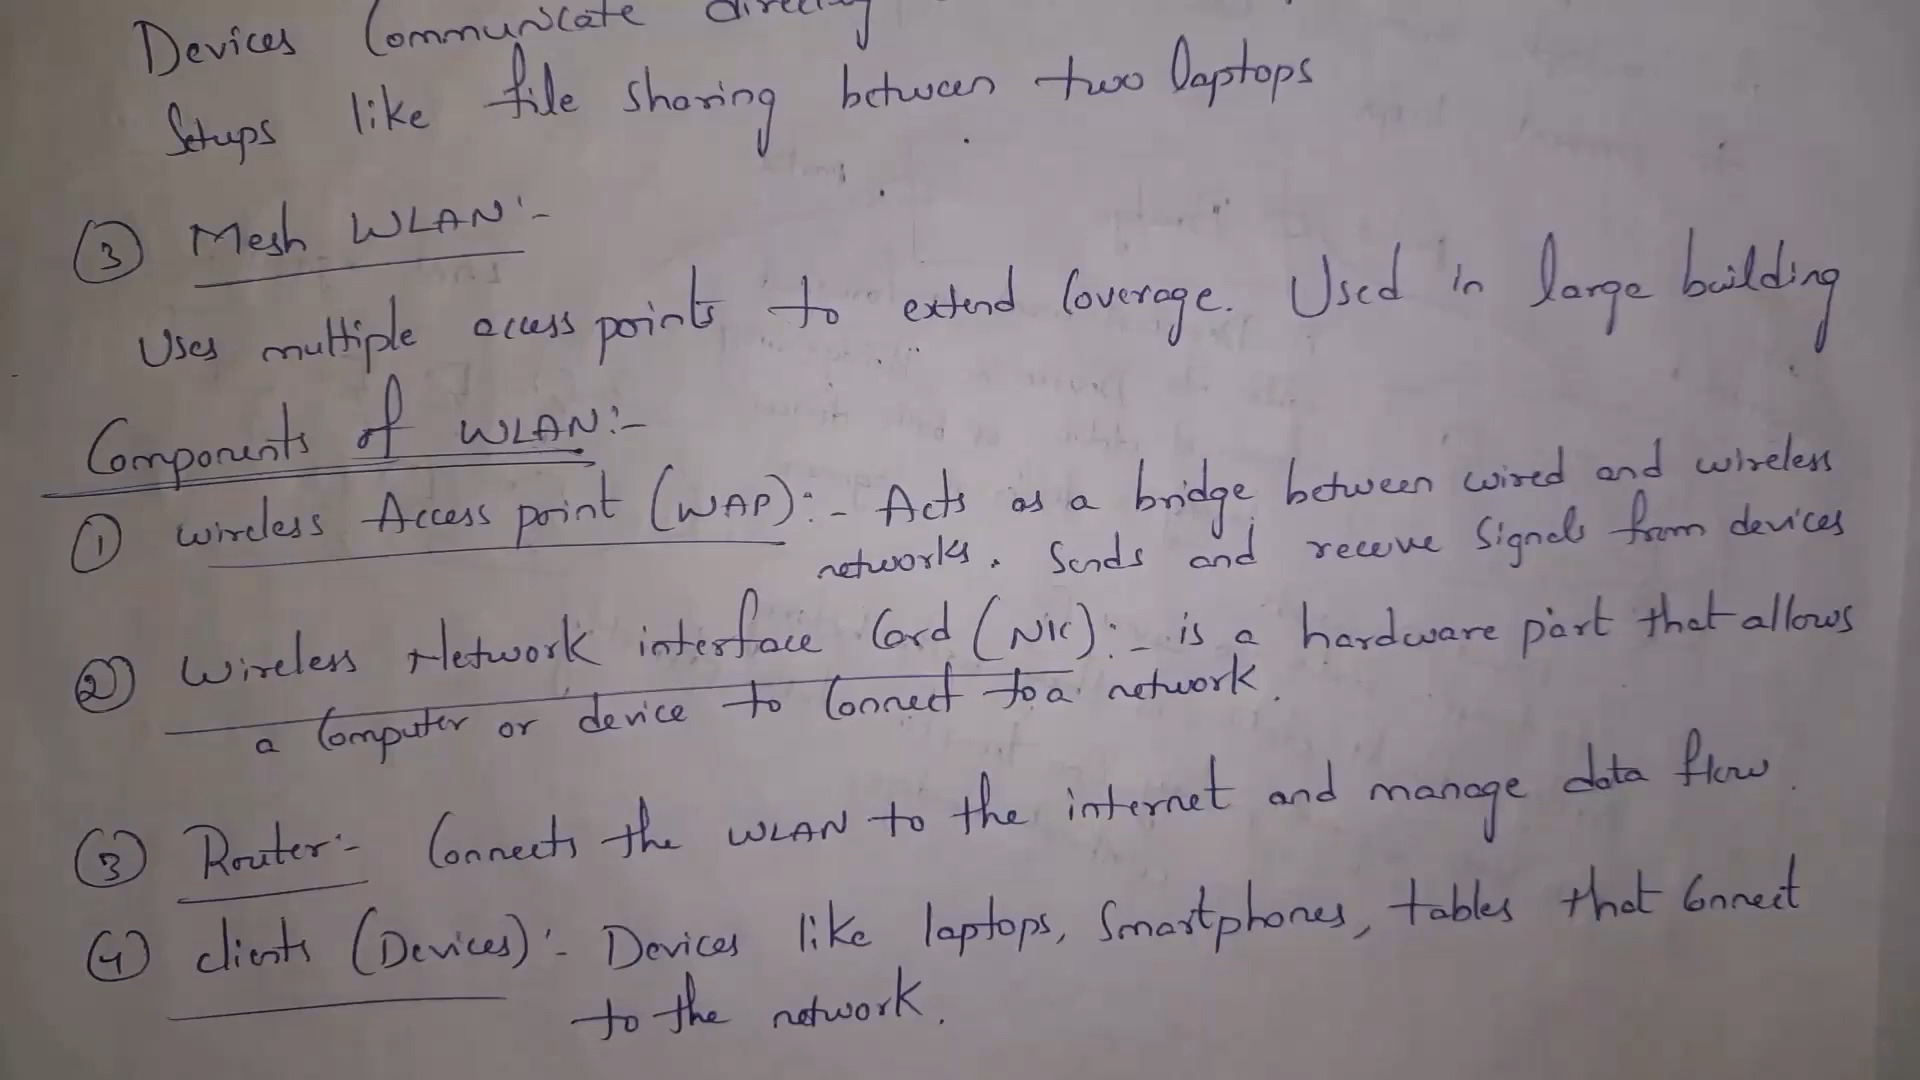 Devices Communicate directly
Setups like file sharing between two laptops
③ Mesh WLAN:-
Uses multiple access points to extend Coverage. Used in large building
Components of WLAN:-
① Wireless Access point (WAP):- Acts as a bridge between wired and wireless
networks. Sends and receive Signals from devices
② Wireless Network interface Card (NIC):- is a hardware part that allows
a Computer or device to Connect to a network.
③ Router:- Connects the WLAN to the internet and manage data flow.
④ clients (Devices):- Devices like laptops, Smartphones, tables that Connect
to the network.